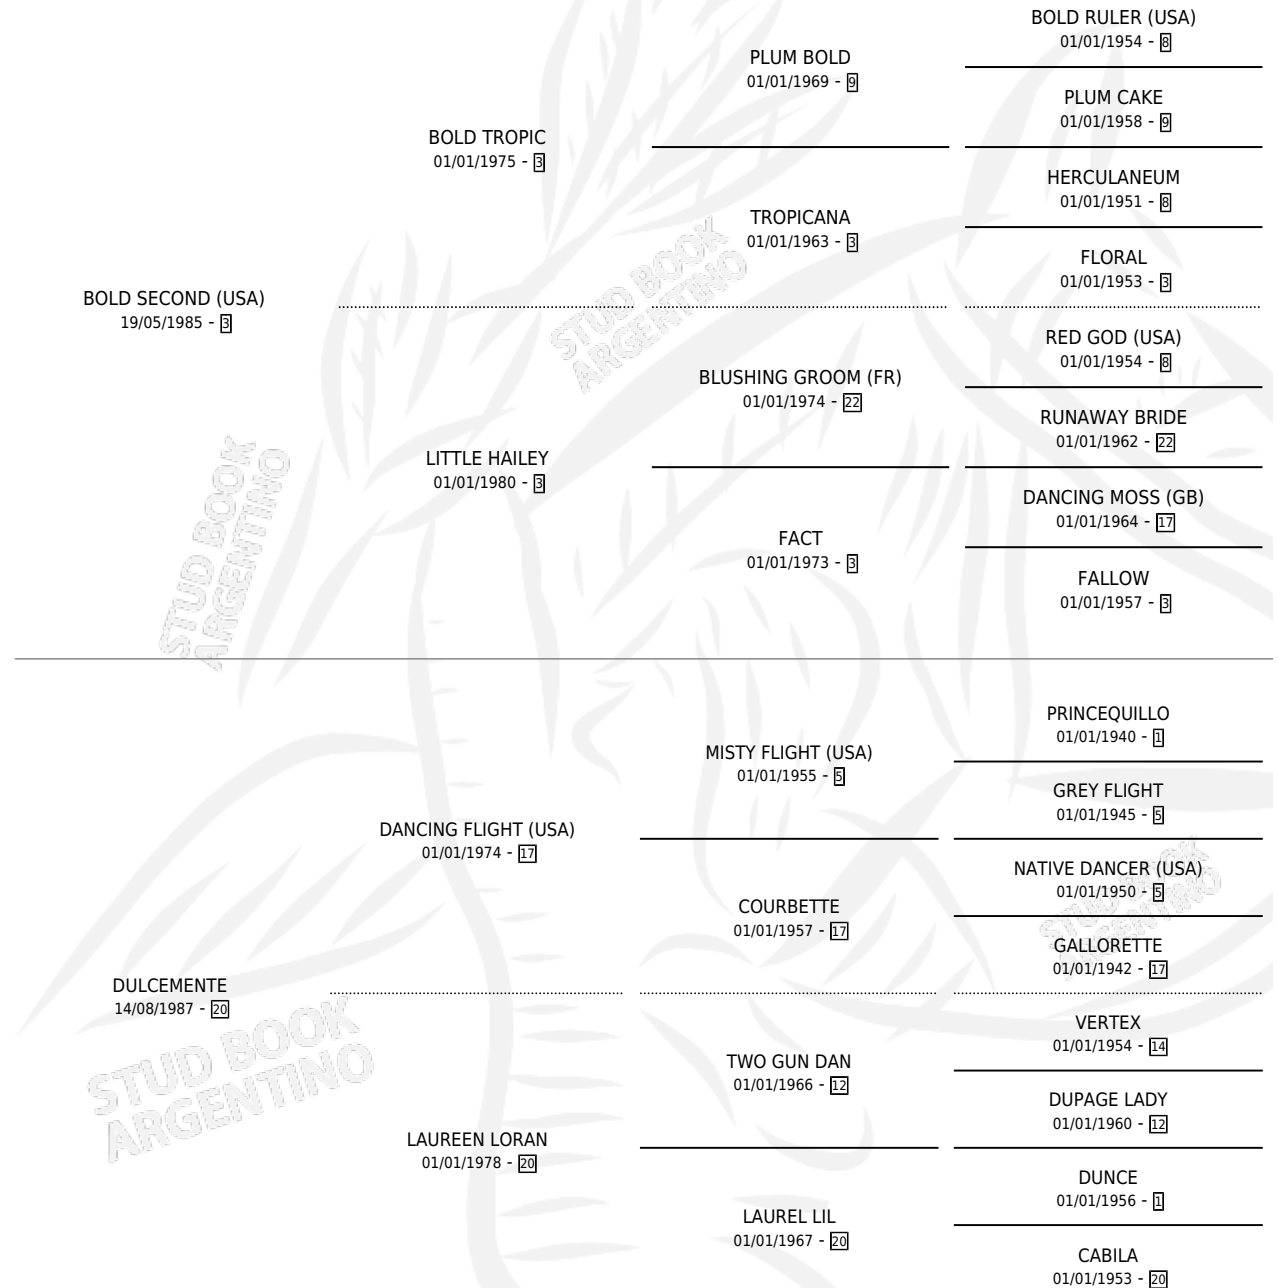 BOLD SECOND (USA)
19/05/1985 - 3
BOLD TROPIC
01/01/1975 - 3
LITTLE HAILEY
01/01/1980 - 3
PLUM BOLD
01/01/1969 - 9
TROPICANA
01/01/1963 - 3
BLUSHING GROOM (FR)
01/01/1974 - 22
FACT
01/01/1973 - 3
BOLD RULER (USA)
01/01/1954 - 8
PLUM CAKE
01/01/1958 - 9
HERCULANEUM
01/01/1951 - 8
FLORAL
01/01/1953 - 3
RED GOD (USA)
01/01/1954 - 8
RUNAWAY BRIDE
01/01/1962 - 22
DANCING MOSS (GB)
01/01/1964 - 17
FALLOW
01/01/1957 - 3
STUD BOOK
ARGENTINO
STUD BOOK
ARGENTINO
DULCEMENTE
14/08/1987 - 20
DANCING FLIGHT (USA)
01/01/1974 - 17
LAUREEN LORAN
01/01/1978 - 20
MISTY FLIGHT (USA)
01/01/1955 - 5
COURBETTE
01/01/1957 - 17
TWO GUN DAN
01/01/1966 - 12
LAUREL LIL
01/01/1967 - 20
PRINCEQUILLO
01/01/1940 - 1
GREY FLIGHT
01/01/1945 - 5
NATIVE DANCER (USA)
01/01/1950 - 5
GALLORETTE
01/01/1942 - 17
VERTEX
01/01/1954 - 14
DUPAGE LADY
01/01/1960 - 12
DUNCE
01/01/1956 - 1
CABILA
01/01/1953 - 20
STUD BOOK
ARGENTINO
STUD BOOK
ARGENTINO